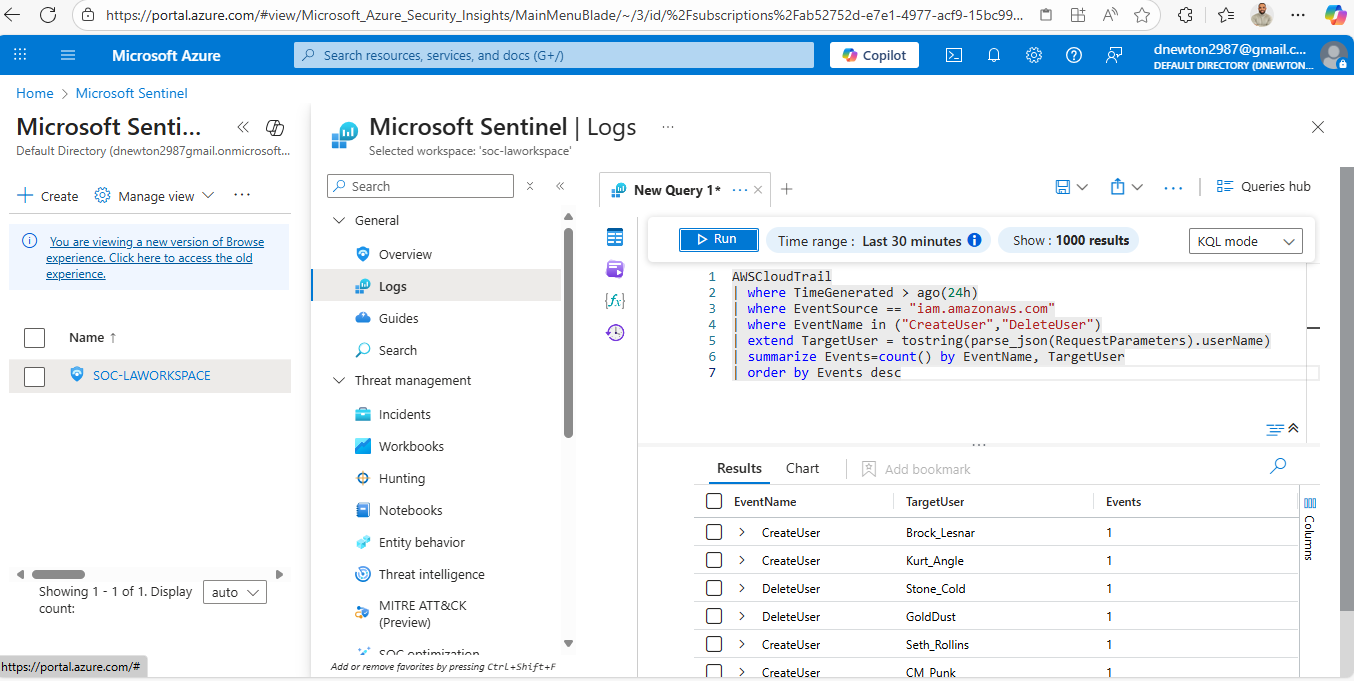 https://portal.azure.com/#view/Microsoft_Azure_Security_Insights/MainMenuBlade/~/3/id/%2Fsubscriptions%2Fab52752d-e7e1-4977-acf9-15bc99...
Microsoft Azure
Search resources, services, and docs (G+/)
Copilot
dnewton2987@gmail.c...
DEFAULT DIRECTORY (DNEWTON...
Home > Microsoft Sentinel
Microsoft Senti...
Default Directory (dnewton2987gmail.onmicrosoft...
+ Create
Manage view
...
You are viewing a new version of Browse
experience. Click here to access the old
experience.
Name ↑
SOC-LAWORKSPACE
Showing 1 - 1 of 1. Display
count:
auto
https://portal.azure.com/#
Microsoft Sentinel | Logs
...
Selected workspace: 'soc-laworkspace'
Search
General
Overview
Logs
Guides
Search
Threat management
Incidents
Workbooks
Hunting
Notebooks
Entity behavior
Threat intelligence
MITRE ATT&CK
(Preview)
SOC optimization
Add or remove favorites by pressing Ctrl+Shift+F
New Query 1*
...
Queries hub
Run
Time range : Last 30 minutes
Show : 1000 results
KQL mode
1 AWSCloudTrail
2 | where TimeGenerated > ago(24h)
3 | where EventSource == "iam.amazonaws.com"
4 | where EventName in ("CreateUser","DeleteUser")
5 | extend TargetUser = tostring(parse_json(RequestParameters).userName)
6 | summarize Events=count() by EventName, TargetUser
7 | order by Events desc
Results
Chart
Add bookmark
EventName TargetUser Events
CreateUser Brock_Lesnar 1
CreateUser Kurt_Angle 1
DeleteUser Stone_Cold 1
DeleteUser GoldDust 1
CreateUser Seth_Rollins 1
CreateUser CM_Punk 1
Columns